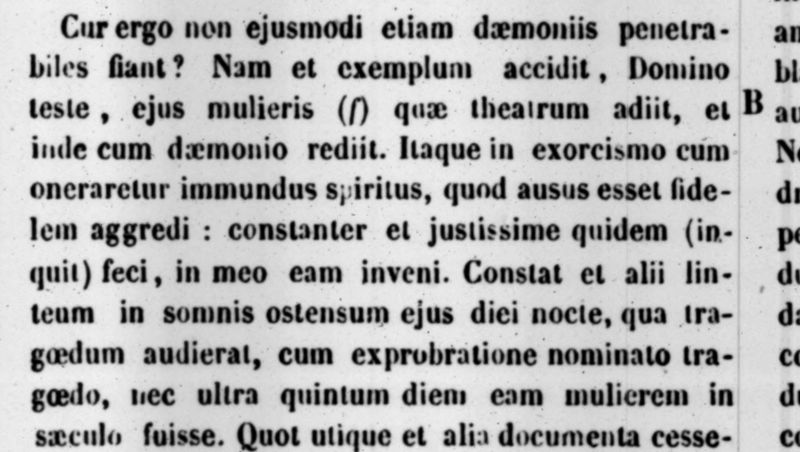 Cur ergo non ejusmodi etiam dæmoniis penetra-
biles fiant? Nam et exemplum accidit, Domino
teste, ejus mulieris (f) quæ theatrum adiit, et
inde cum dæmonio rediit. Itaque in exorcismo cum
oneraretur immundus spiritus, quod ausus esset fide-
lem aggredi : constanter et justissime quidem (in-
quit) feci, in meo eam inveni. Constat et alii lin-
teum in somnis ostensum ejus diei nocte, qua tra-
gœdum audierat, cum exprobratione nominato tra-
gœdo, nec ultra quintum diem eam mulierem in
sæculo fuisse. Quot utique et alia documenta cesse-
B